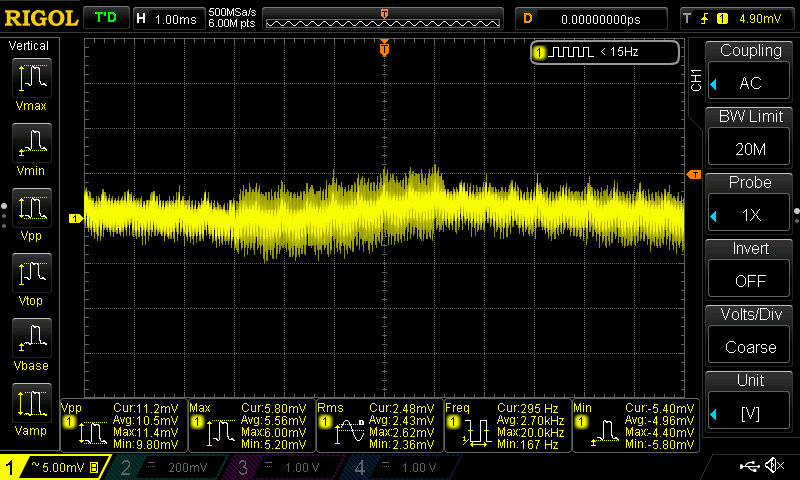 RIGOL T'D H 1.00ms 500MSa/s 6.00M pts T D 0.00000000ps T 1 4.90mV
Vertical
Vmax
Vmin
Vpp
Vtop
Vbase
Vamp
T
1 < 15Hz
1
T
CH1
Coupling
AC
BW Limit
20M
Probe
1X
Invert
OFF
Volts/Div
Coarse
Unit
[V]
Vpp Cur:11.2mV
1 Avg:10.5mV
Max:11.4mV
Min:9.80mV
Max Cur:5.80mV
1 Avg:5.56mV
Max:6.00mV
Min:5.20mV
Rms Cur:2.48mV
1 Avg:2.43mV
Max:2.62mV
Min:2.36mV
Freq Cur:295 Hz
1 Avg:2.70kHz
Max:20.0kHz
Min:167 Hz
Min Cur:-5.40mV
1 Avg:-4.96mV
Max:-4.40mV
Min:-5.80mV
1 ~ 5.00mV B
2 200mV
3 1.00 V
4 1.00 V